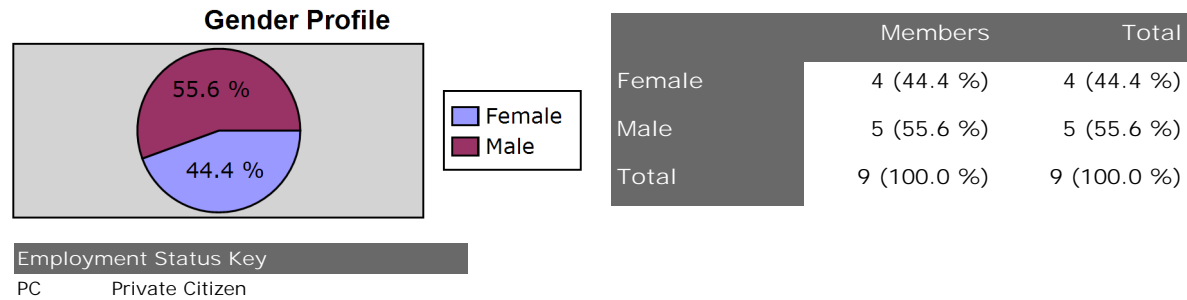 Gender Profile
55.6 %
44.4 %
Female
Male
Members Total
Female 4 (44.4 %) 4 (44.4 %)
Male 5 (55.6 %) 5 (55.6 %)
Total 9 (100.0 %) 9 (100.0 %)
Employment Status Key
PC Private Citizen